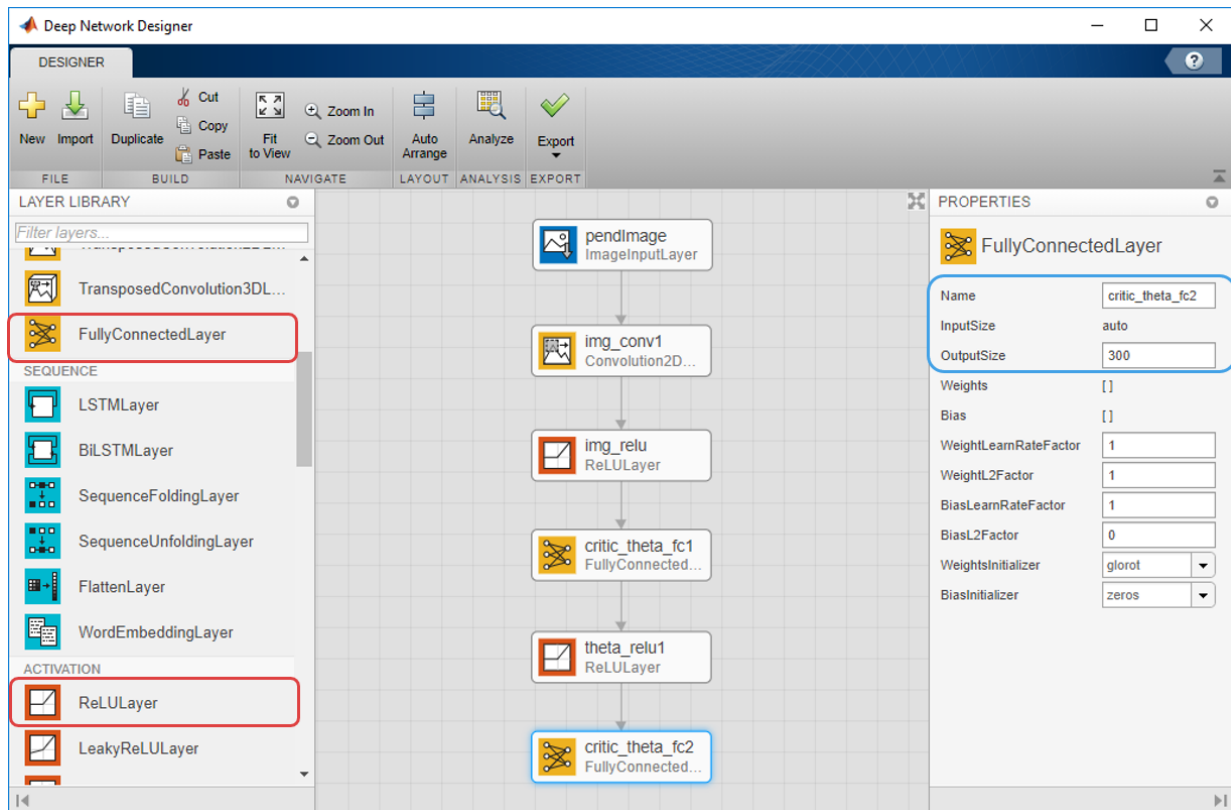 Deep Network Designer
DESIGNER
?
New
Import
Duplicate
Cut
Copy
Paste
Fit
to View
Zoom In
Zoom Out
Auto
Arrange
Analyze
Export
FILE
BUILD
NAVIGATE
LAYOUT
ANALYSIS
EXPORT
LAYER LIBRARY
Filter layers...
TransposedConvolution3DL...
FullyConnectedLayer
SEQUENCE
LSTMLayer
BiLSTMLayer
SequenceFoldingLayer
SequenceUnfoldingLayer
FlattenLayer
WordEmbeddingLayer
ACTIVATION
ReLULayer
LeakyReLULayer
pendImage
ImageInputLayer
img_conv1
Convolution2D...
img_relu
ReLULayer
critic_theta_fc1
FullyConnected...
theta_relu1
ReLULayer
critic_theta_fc2
FullyConnected...
PROPERTIES
FullyConnectedLayer
Name critic_theta_fc2
InputSize auto
OutputSize 300
Weights []
Bias []
WeightLearnRateFactor 1
WeightL2Factor 1
BiasLearnRateFactor 1
BiasL2Factor 0
WeightsInitializer glorot
BiasInitializer zeros